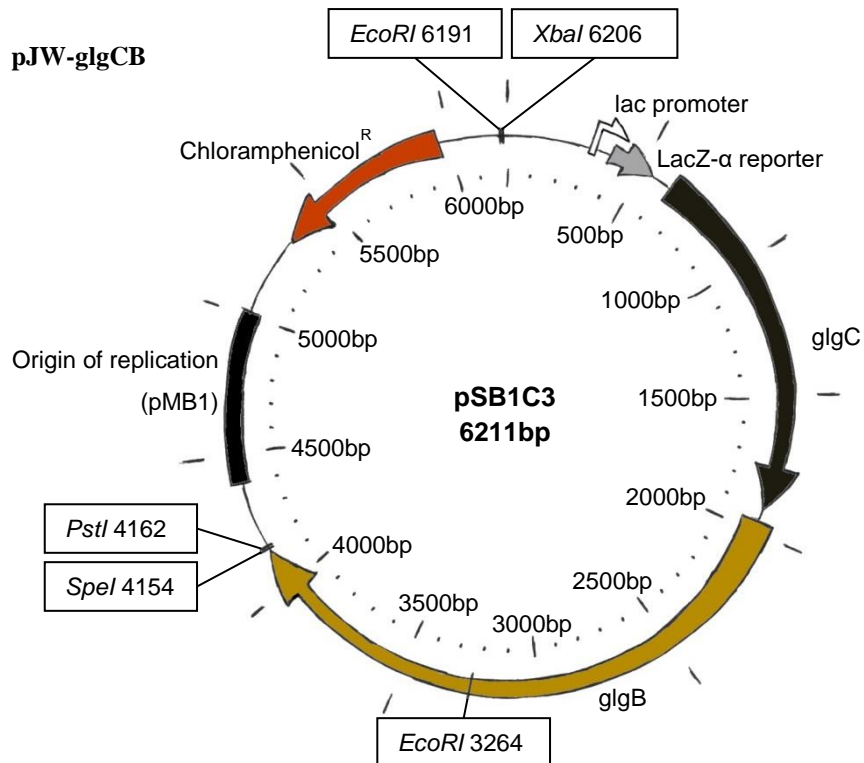 pJW-glgCB
EcoRI 6191
XbaI 6206
lac promoter
LacZ-α reporter
Chloramphenicol^R
6000bp
500bp
5500bp
1000bp
5000bp
glgC
Origin of replication
(pMB1)
pSB1C3
6211bp
1500bp
4500bp
2000bp
PstI 4162
SpeI 4154
4000bp
2500bp
3500bp
3000bp
glgB
EcoRI 3264